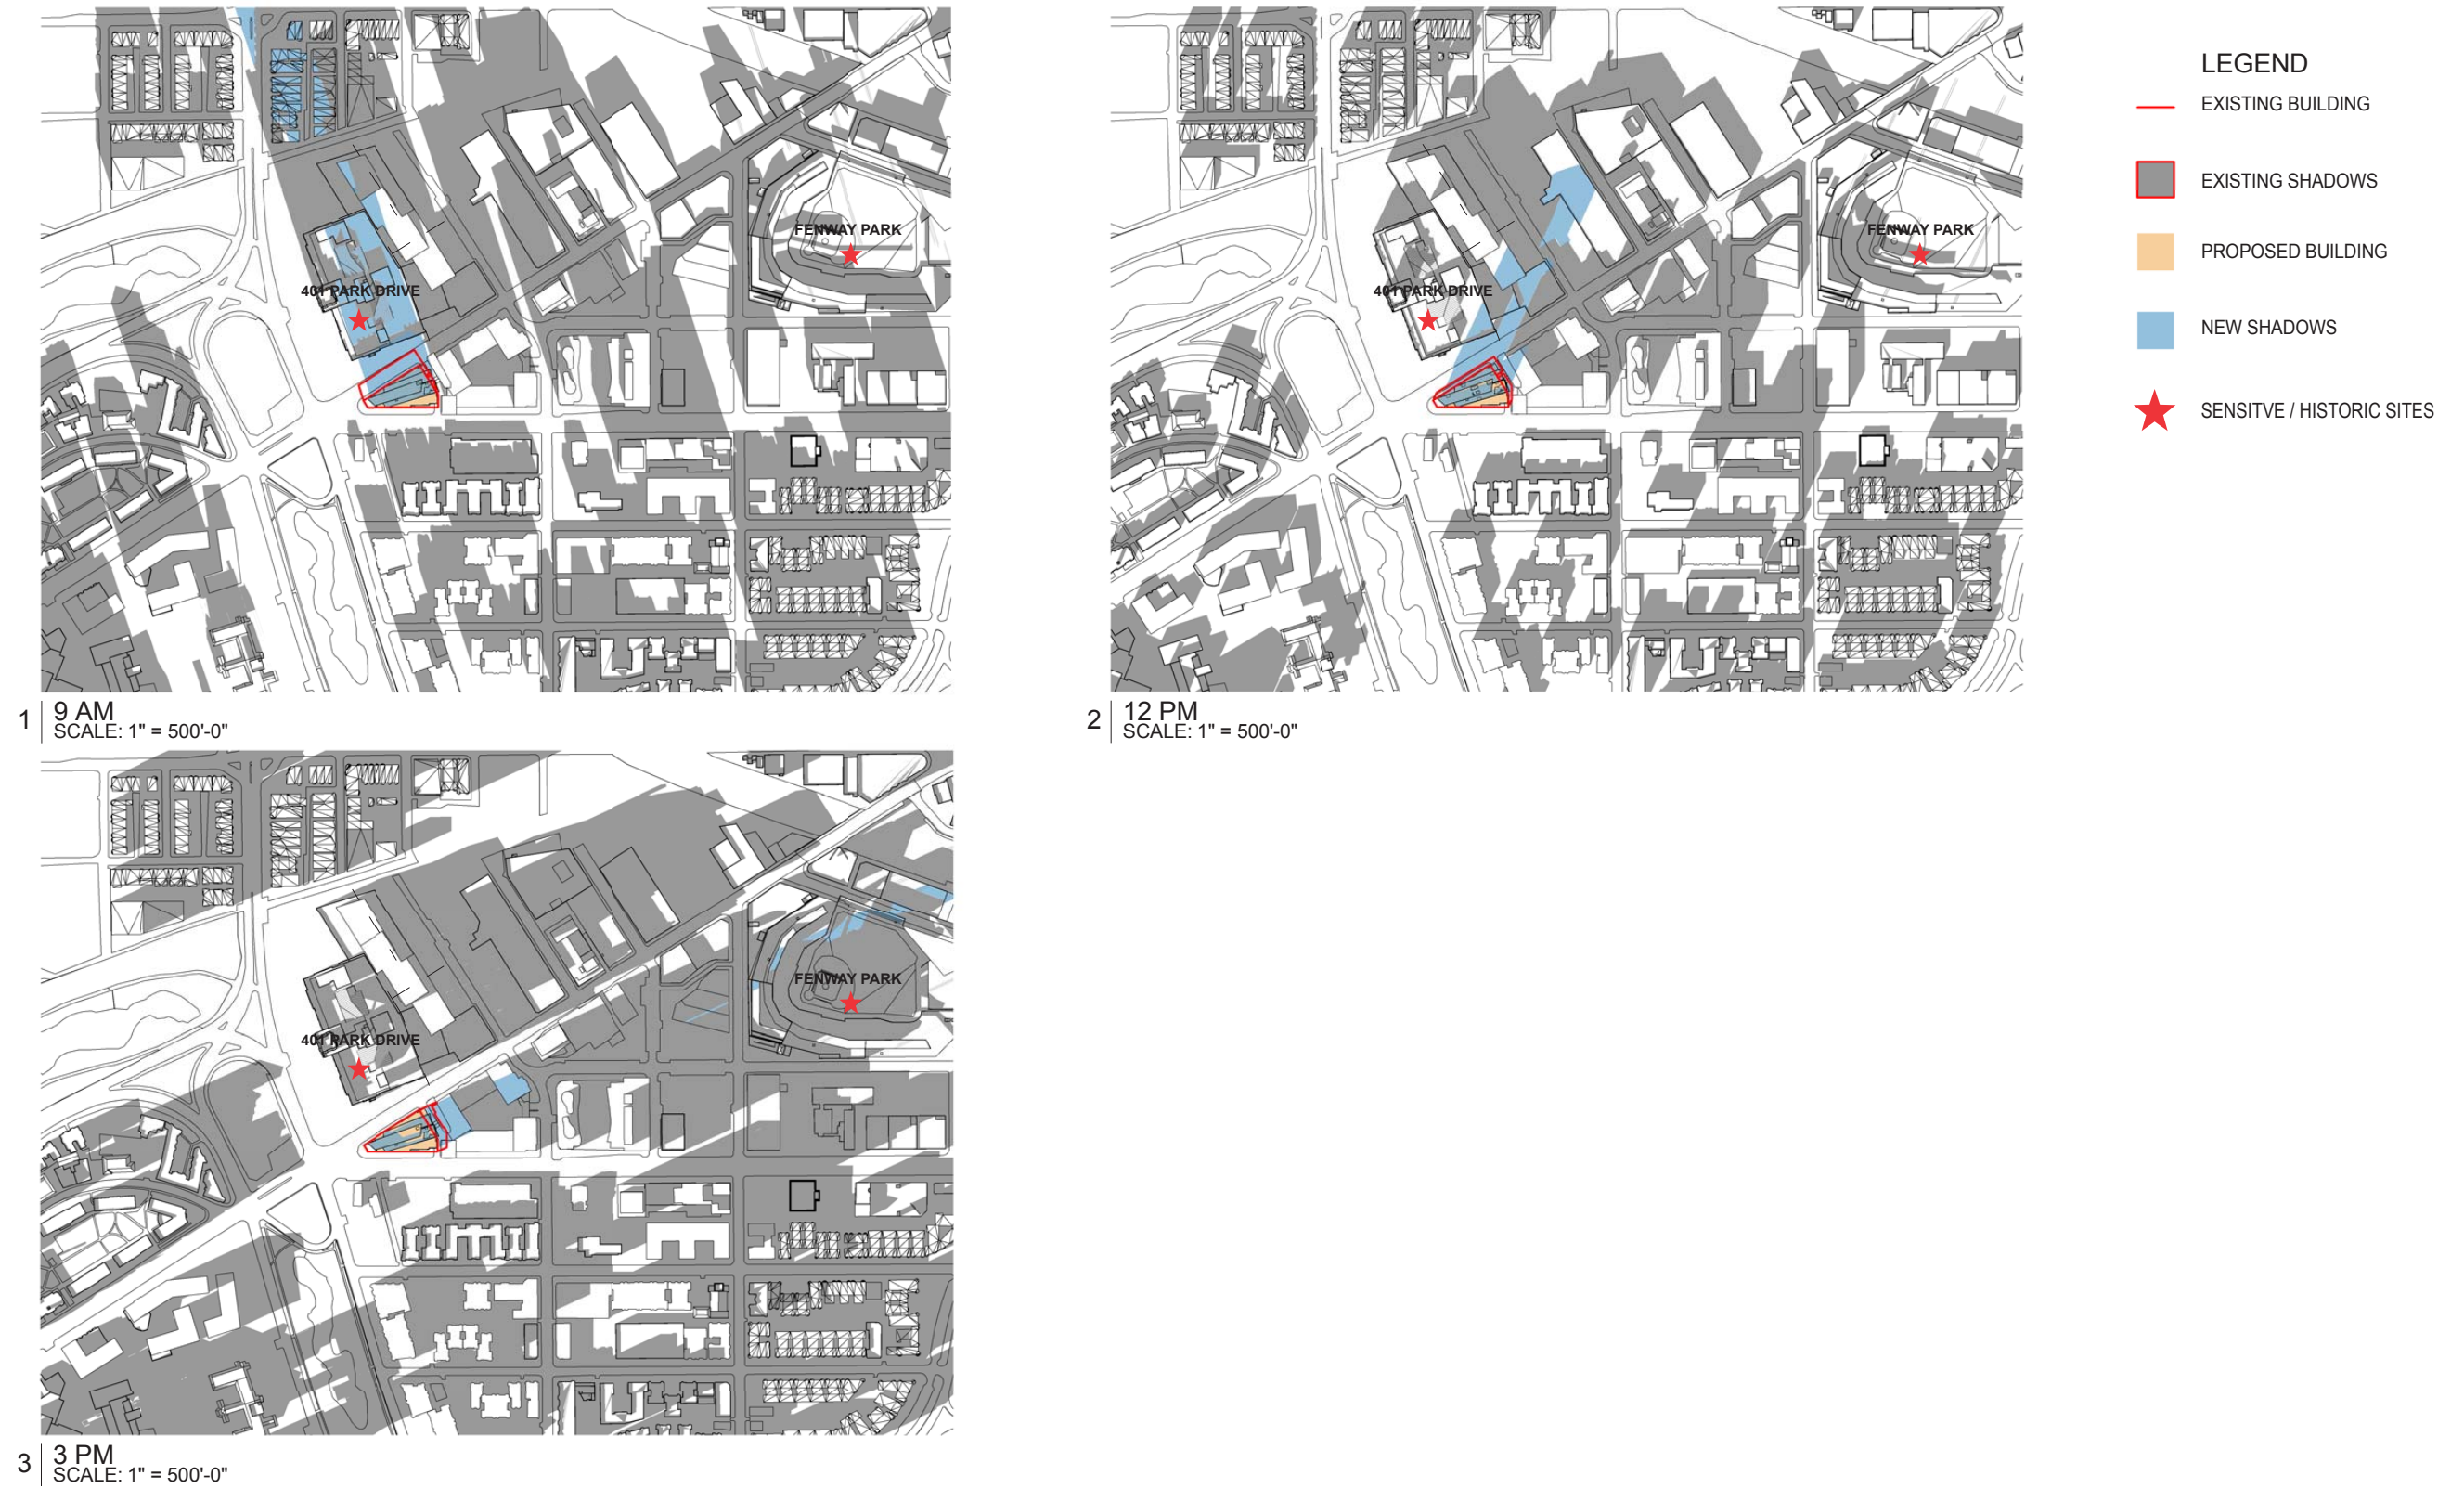 FENWAY PARK
401 PARK DRIVE
1
9 AM
SCALE: 1" = 500'-0"
FENWAY PARK
401 PARK DRIVE
2
12 PM
SCALE: 1" = 500'-0"
LEGEND
EXISTING BUILDING
EXISTING SHADOWS
PROPOSED BUILDING
NEW SHADOWS
SENSITVE / HISTORIC SITES
FENWAY PARK
401 PARK DRIVE
3
3 PM
SCALE: 1" = 500'-0"